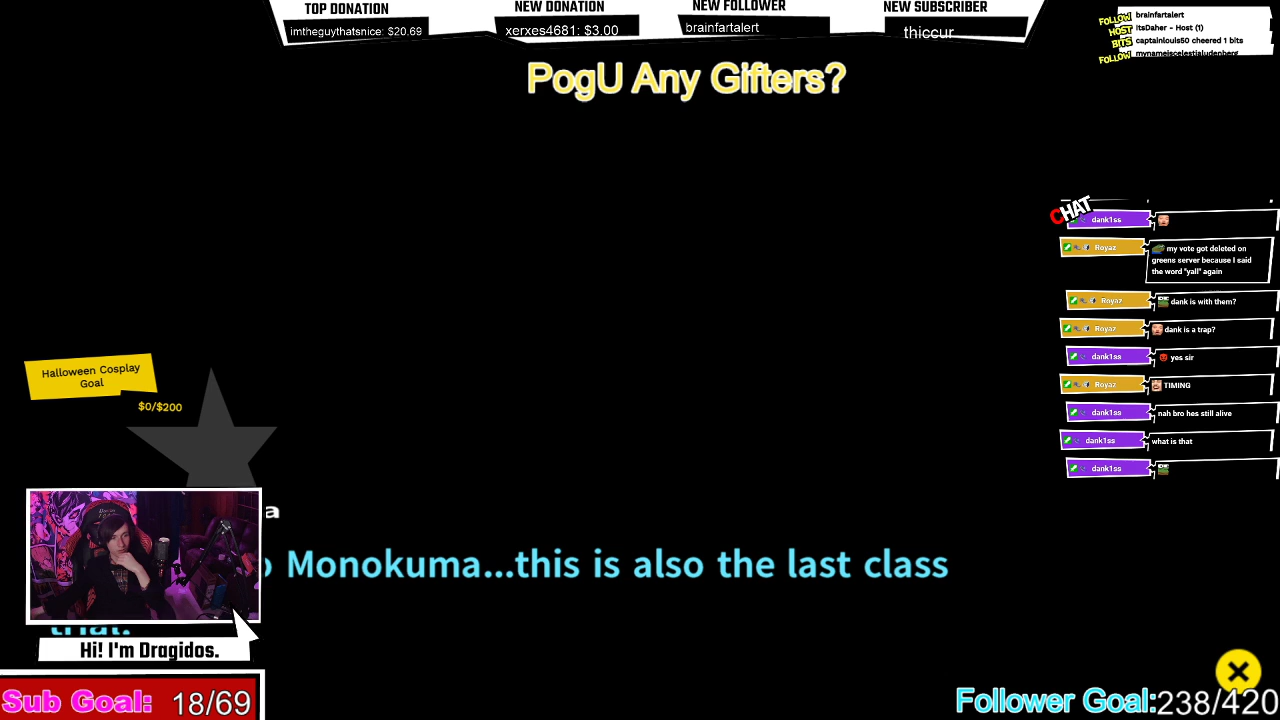 TOP DONATION
imtheguythatsnice: $20.69
NEW DONATION
xerxes4681: $3.00
NEW FOLLOWER
brainfartalert
NEW SUBSCRIBER
thiccur
FOLLOW brainfartalert
HOST ItsDaher - Host (1)
BITS captainlouis50 cheered 1 bits
FOLLOW mynameiscelestialudenberg
PogU Any Gifters?
CHAT
dank1ss
Royaz my vote got deleted on
greens server because I said
the word "yall" again
Royaz dank is with them?
Royaz dank is a trap?
dank1ss yes sir
Royaz TIMING
dank1ss nah bro hes still alive
dank1ss what is that
dank1ss
Halloween Cosplay
Goal
$0/$200
a
Monokuma...this is also the last class
that.
Hi! I'm Dragidos.
Sub Goal: 18/69
Follower Goal:238/420